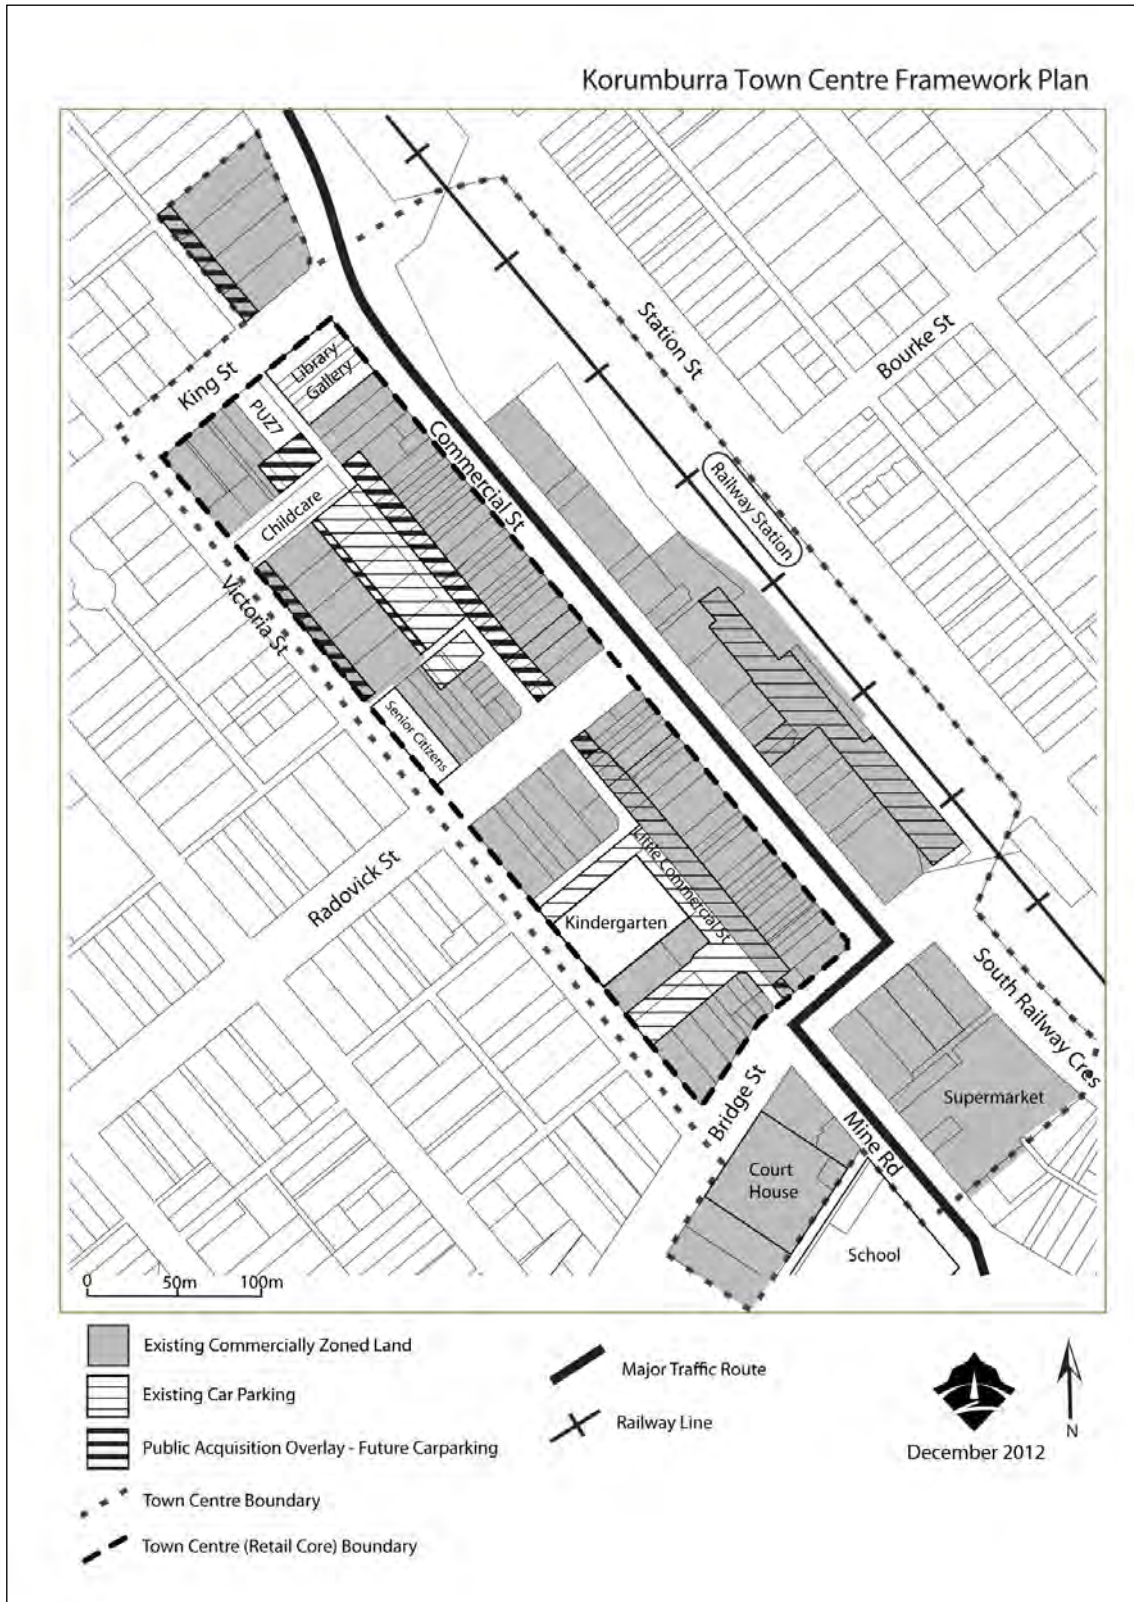 Korumburra Town Centre Framework Plan
Station St
Bourke St
King St
Library
Gallery
PUZ7
Commercial St
Railway Station
Childcare
Victoria St
Senior Citizens
Radovick St
Little Commercial St
Kindergarten
South Railway Cres
Supermarket
Bridge St
Mine Rd
Court
House
School
0 50m 100m
Existing Commercially Zoned Land
Existing Car Parking
Public Acquisition Overlay - Future Carparking
Town Centre Boundary
Town Centre (Retail Core) Boundary
Major Traffic Route
Railway Line
December 2012
N